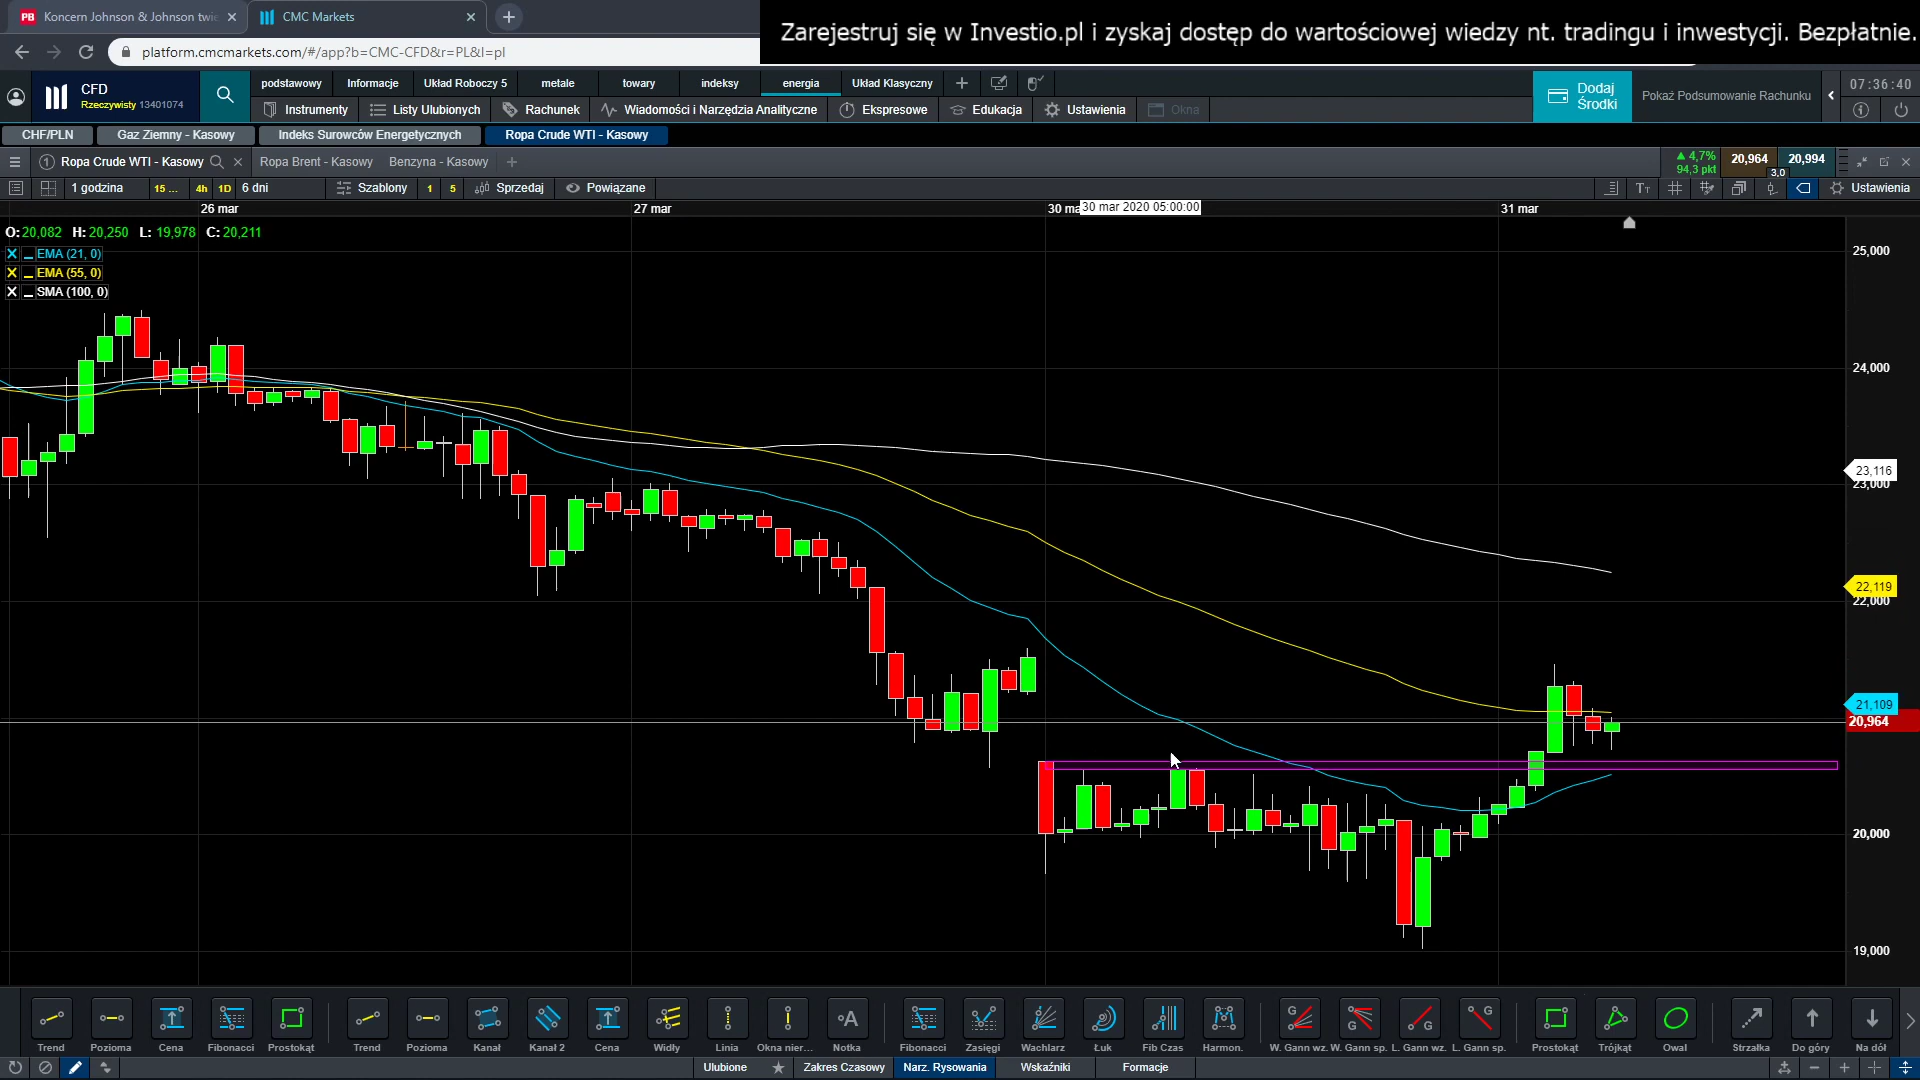 Koncern Johnson & Johnson twie
CMC Markets
Zarejestruj się w Investio.pl i zyskaj dostęp do wartościowej wiedzy nt. tradingu i inwestycji. Bezpłatnie.
platform.cmcmarkets.com/#/app?b=CMC-CFD&r=PL&l=pl
CFD
Rzeczywisty 13401074
podstawowy Informacje Układ Roboczy 5 metale towary indeksy energia Układ Klasyczny
Instrumenty Listy Ulubionych Rachunek Wiadomości i Narzędzia Analityczne Ekspresowe Edukacja Ustawienia Okna
Dodaj Środki
Pokaż Podsumowanie Rachunku
07:36:40
CHF/PLN Gaz Ziemny - Kasowy Indeks Surowców Energetycznych Ropa Crude WTI - Kasowy
1 Ropa Crude WTI - Kasowy Ropa Brent - Kasowy Benzyna - Kasowy
4,7% 94,3 pkt 20,964 3,0 20,994
1 godzina 15 ... 4h 1D 6 dni Szablony 1 5 Sprzedaj Powiązane Ustawienia
26 mar 27 mar 30 ma 30 mar 2020 05:00:00 31 mar
O: 20,082 H: 20,250 L: 19,978 C: 20,211
EMA (21, 0)
EMA (55, 0)
SMA (100, 0)
25,000
24,000
23,116
23,000
22,119
22,000
21,109
20,964
20,000
19,000
Trend Pozioma Cena Fibonacci Prostokąt Trend Pozioma Kanał Kanał 2 Cena Widły Linia Okna nier... Notka Fibonacci Zasięgi Wachlarz Łuk Fib Czas Harmon. W. Gann wz. W. Gann sp. L. Gann wz. L. Gann sp. Prostokąt Trójkąt Owal Strzałka Do góry Na dół
Ulubione Zakres Czasowy Narz. Rysowania Wskaźniki Formacje